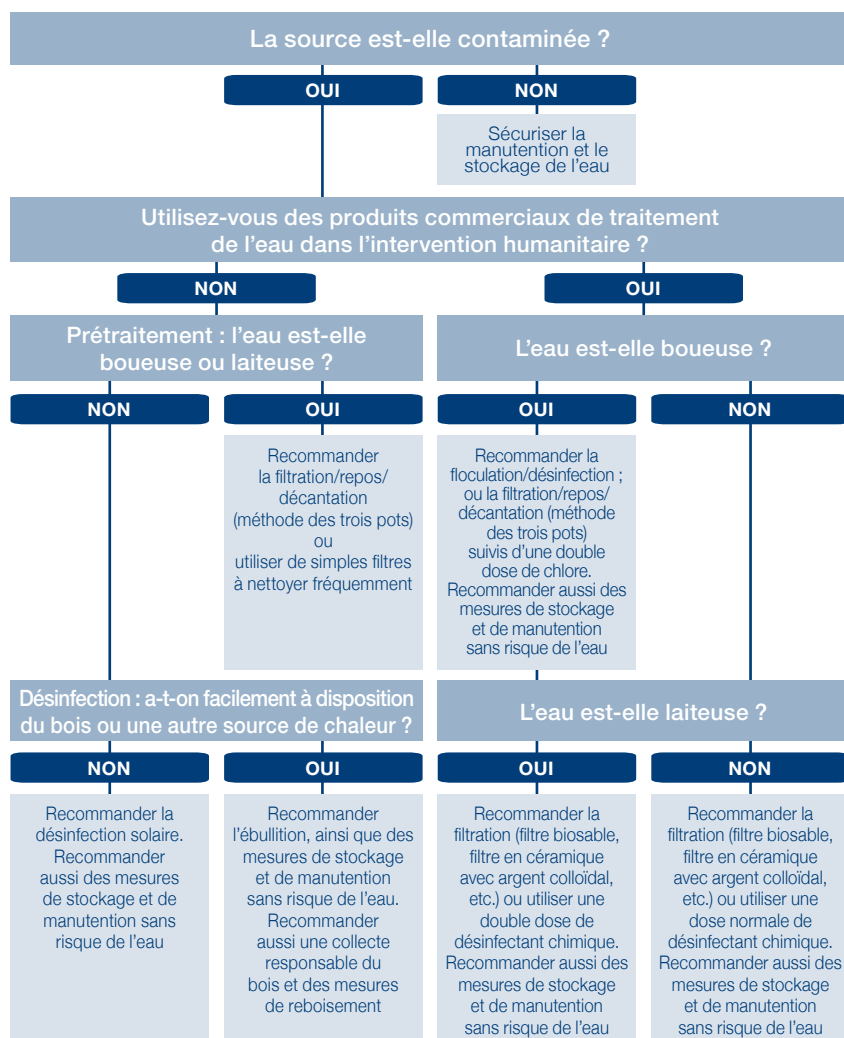 La source est-elle contaminée ?
OUI
NON
Sécuriser la
manutention et le
stockage de l'eau
Utilisez-vous des produits commerciaux de traitement
de l'eau dans l'intervention humanitaire ?
NON
OUI
Prétraitement : l'eau est-elle
boueuse ou laiteuse ?
L'eau est-elle boueuse ?
NON
OUI
OUI
NON
Recommander
la filtration/repos/
décantation
(méthode des trois pots)
ou
utiliser de simples filtres
à nettoyer fréquemment
Recommander la
floculation/désinfection ;
ou la filtration/repos/
décantation (méthode
des trois pots)
suivis d'une double
dose de chlore.
Recommander aussi des
mesures de stockage
et de manutention
sans risque de l'eau
Désinfection : a-t-on facilement à disposition
du bois ou une autre source de chaleur ?
L'eau est-elle laiteuse ?
NON
OUI
OUI
NON
Recommander la
désinfection solaire.
Recommander
aussi des mesures
de stockage et de
manutention sans
risque de l'eau
Recommander
l'ébullition, ainsi que des
mesures de stockage
et de manutention
sans risque de l'eau.
Recommander
aussi une collecte
responsable du
bois et des mesures
de reboisement
Recommander la
filtration (filtre biosable,
filtre en céramique
avec argent colloïdal,
etc.) ou utiliser une
double dose de
désinfectant chimique.
Recommander aussi des
mesures de stockage
et de manutention
sans risque de l'eau
Recommander la
filtration (filtre biosable,
filtre en céramique
avec argent colloïdal,
etc.) ou utiliser une
dose normale de
désinfectant chimique.
Recommander aussi des
mesures de stockage
et de manutention
sans risque de l'eau